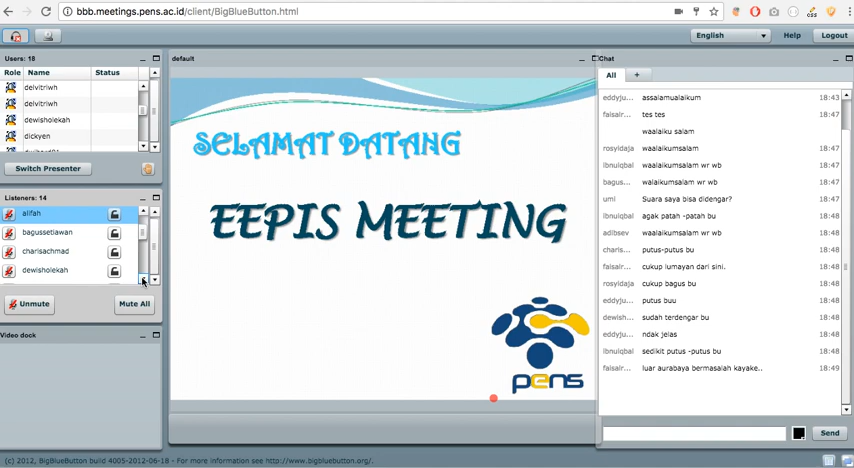 bbb.meetings.pens.ac.id/client/BigBlueButton.html
English
Help
Logout
Users: 18
Role Name Status
delvitriwh
delvitriwh
dewisholekah
dickyen
Switch Presenter
Listeners: 14
alifah
bagussetiawan
charisachmad
dewisholekah
Unmute
Mute All
Video dock
default
SELAMAT DATANG
EEPIS MEETING
pens
Chat
All +
eddyju... assalamualaikum 18:43
faisalr... tes tes 18:47
waalaiku salam
rosyidaja waalaikumsalam 18:47
ibnuiqbal waalaikumsalam wr wb 18:47
bagus... walaikumsalam wr wb 18:47
umi Suara saya bisa didengar? 18:47
ibnuiqbal agak patah -patah bu 18:48
adibsev waalaikumsalam wr wb 18:48
charis... putus-putus bu 18:48
faisalr... cukup lumayan dari sini. 18:48
rosyidaja cukup bagus bu 18:48
eddyju... putus buu 18:48
dewish... sudah terdengar bu 18:48
eddyju... ndak jelas 18:48
ibnuiqbal sedikit putus -putus bu 18:48
faisalr... luar aurabaya bermasalah kayake.. 18:49
Send
(c) 2012, BigBlueButton build 4005-2012-06-18 - For more information see http://www.bigbluebutton.org/.